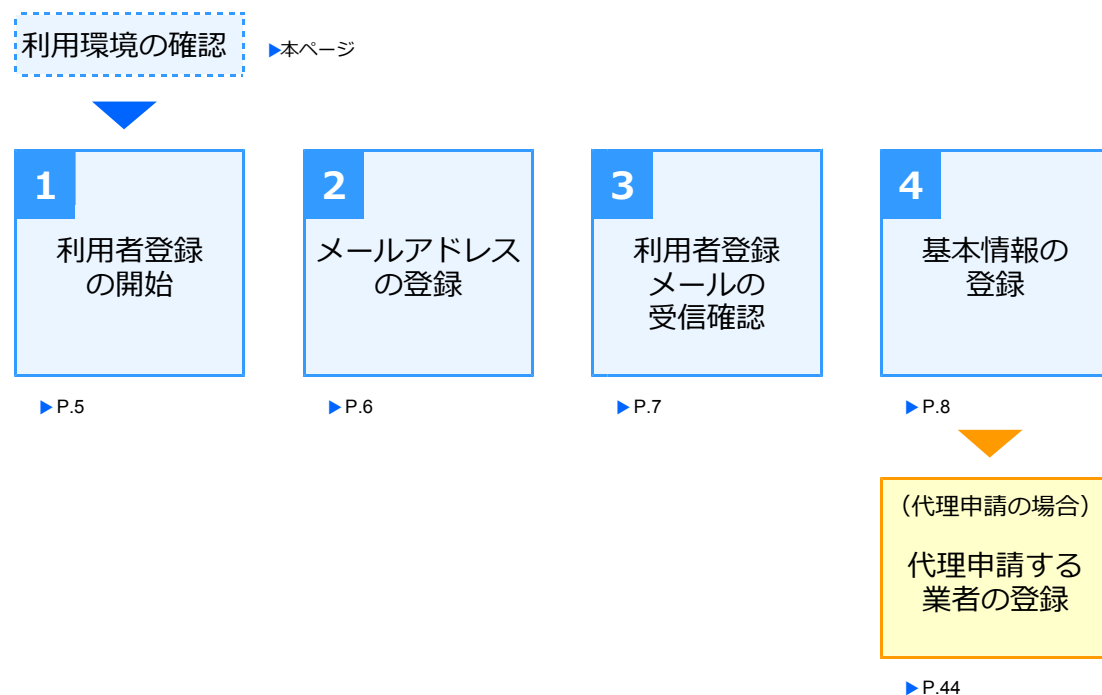 利用環境の確認
▶本ページ
1
利用者登録
の開始
▶P.5
2
メールアドレス
の登録
▶P.6
3
利用者登録
メールの
受信確認
▶P.7
4
基本情報の
登録
▶P.8
（代理申請の場合）
代理申請する
業者の登録
▶P.44